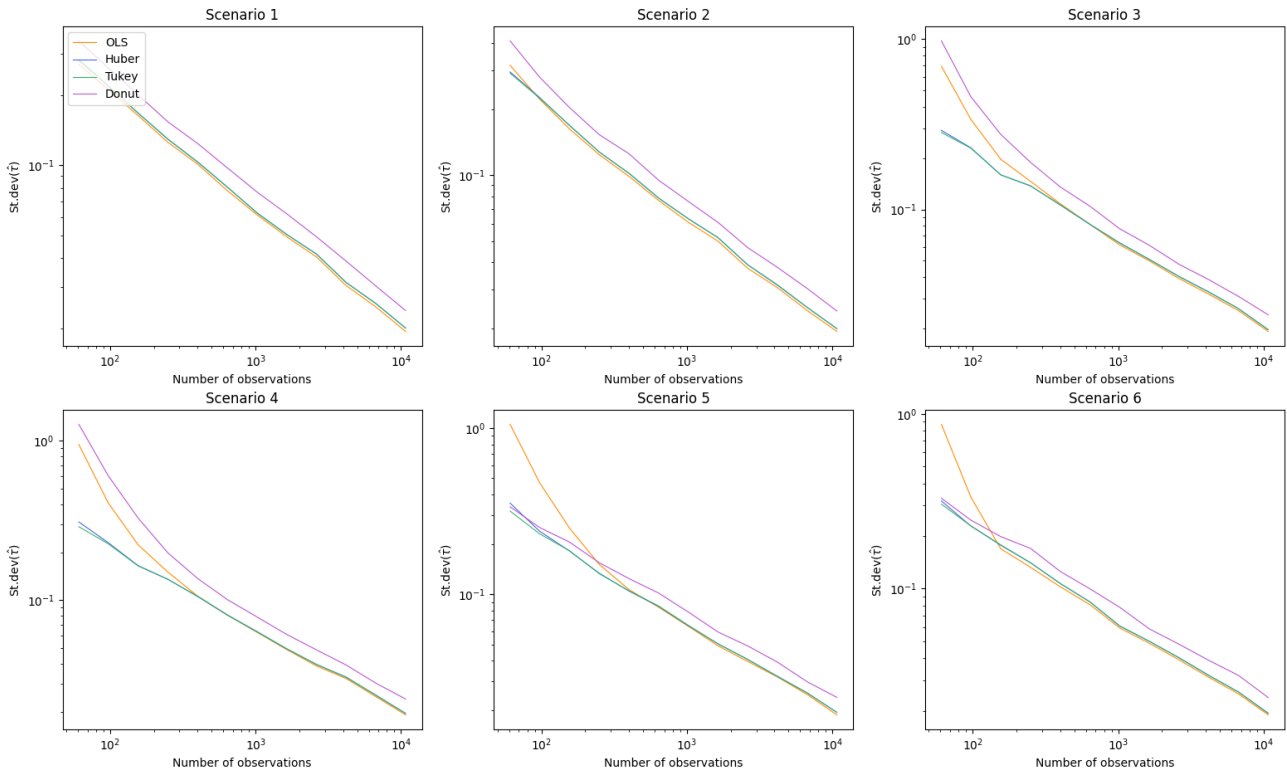 Scenario 1
OLS
Huber
Tukey
Donut
10⁻¹
St.dev(τ̂)
10² 10³ 10⁴
Number of observations
Scenario 2
10⁻¹
St.dev(τ̂)
10² 10³ 10⁴
Number of observations
Scenario 3
10⁰
10⁻¹
St.dev(τ̂)
10² 10³ 10⁴
Number of observations
Scenario 4
10⁰
10⁻¹
St.dev(τ̂)
10² 10³ 10⁴
Number of observations
Scenario 5
10⁰
10⁻¹
St.dev(τ̂)
10² 10³ 10⁴
Number of observations
Scenario 6
10⁰
10⁻¹
St.dev(τ̂)
10² 10³ 10⁴
Number of observations